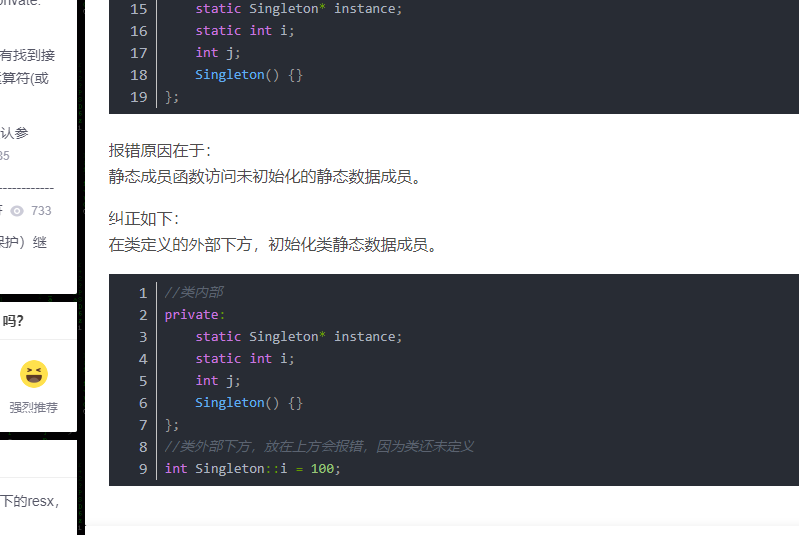 private:
有找到接
算符(或
认参
35
------------
733
保护）继
吗?
强烈推荐
下的resx，
15 static Singleton* instance;
16 static int i;
17 int j;
18 Singleton() {}
19 };
报错原因在于：
静态成员函数访问未初始化的静态数据成员。
纠正如下：
在类定义的外部下方，初始化类静态数据成员。
1 //类内部
2 private:
3 static Singleton* instance;
4 static int i;
5 int j;
6 Singleton() {}
7 };
8 //类外部下方，放在上方会报错，因为类还未定义
9 int Singleton::i = 100;